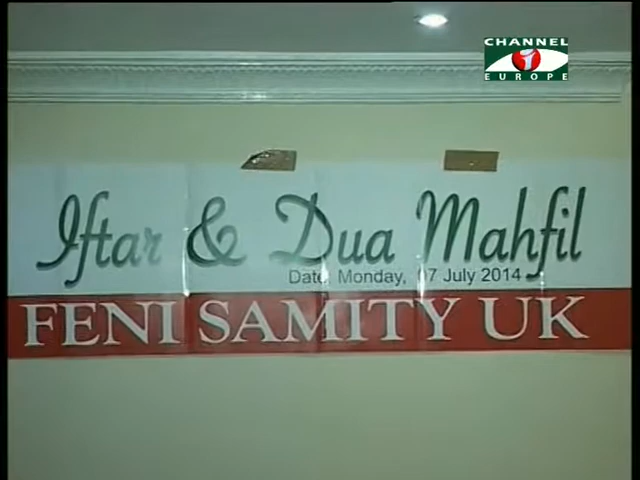 CHANNEL
i
EUROPE
Iftar & Dua Mahfil
Date: Monday, 07 July 2014
FENI SAMITY UK